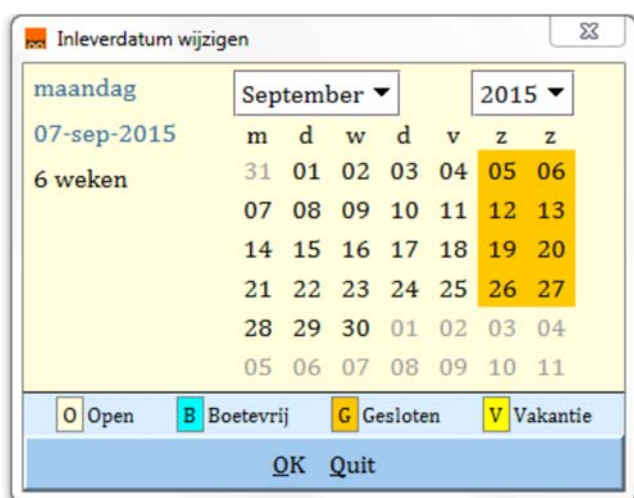 Inleverdatum wijzigen
maandag September 2015
07-sep-2015 m d w d v z z
6 weken 31 01 02 03 04 05 06
07 08 09 10 11 12 13
14 15 16 17 18 19 20
21 22 23 24 25 26 27
28 29 30 01 02 03 04
05 06 07 08 09 10 11
O Open B Boetevrij G Gesloten V Vakantie
OK Quit